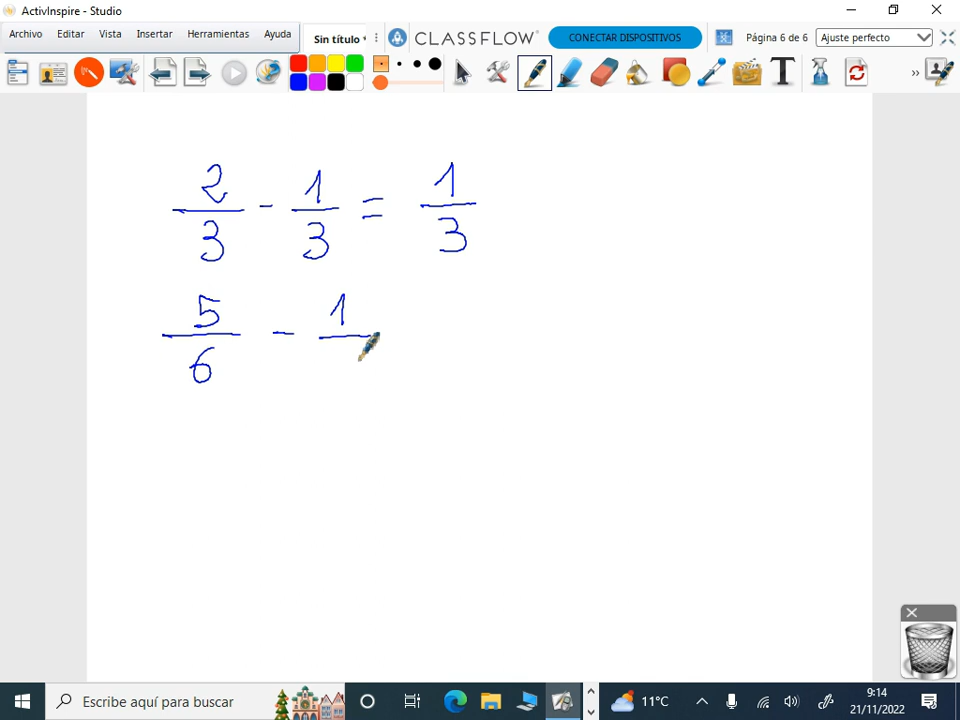 ActivInspire - Studio
Archivo Editar Vista Insertar Herramientas Ayuda
Sin título
CLASSFLOW
CONECTAR DISPOSITIVOS
Página 6 de 6
Ajuste perfecto
2/3 - 1/3 = 1/3
5/6 - 1/
Escribe aquí para buscar
11°C
9:14
21/11/2022